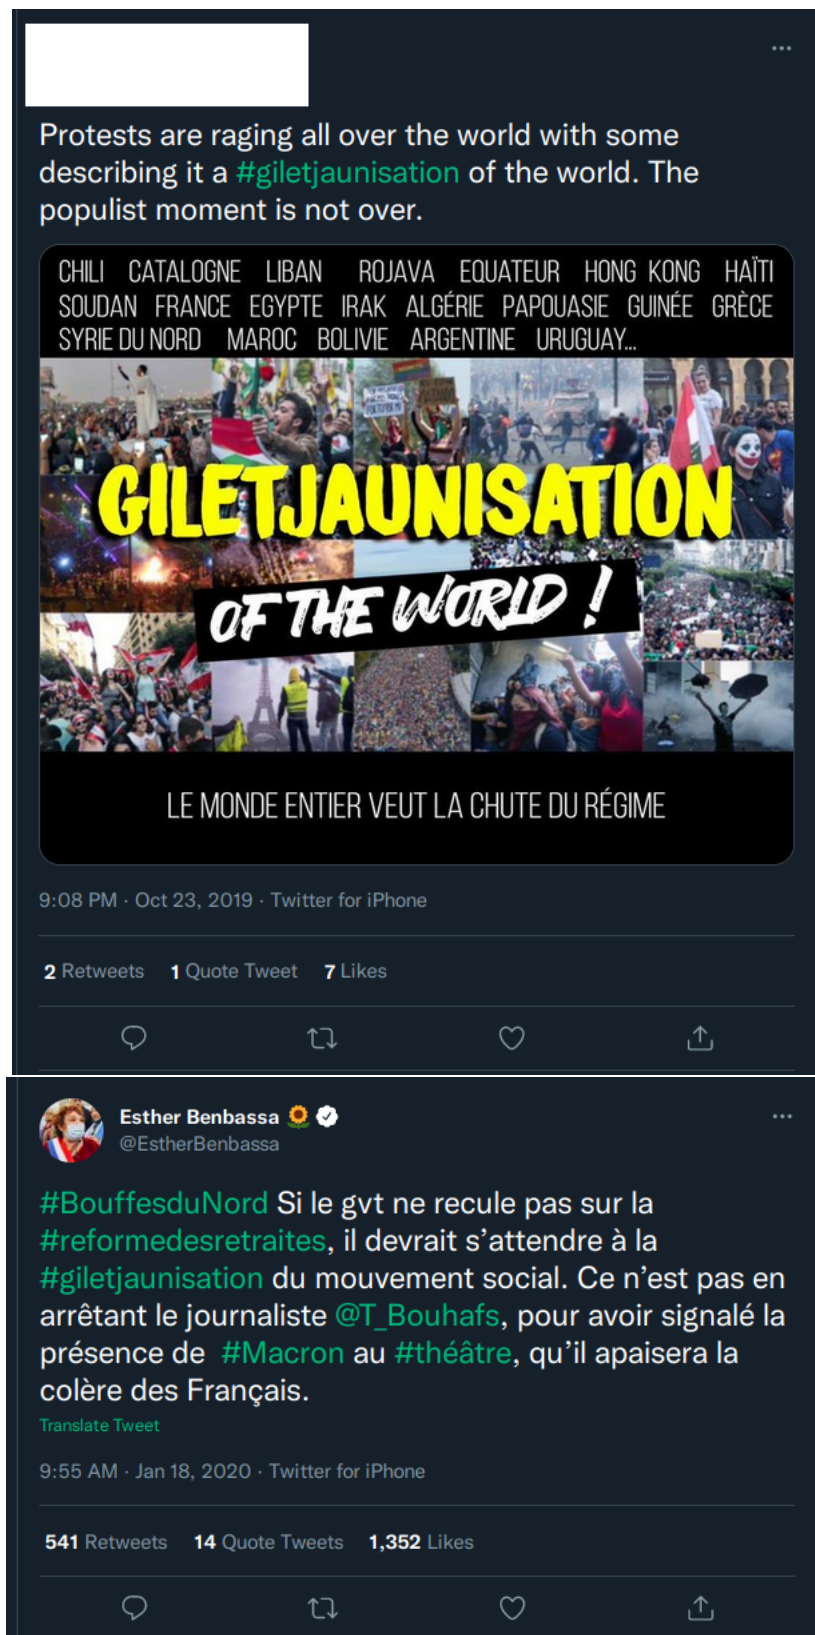 Protests are raging all over the world with some
describing it a #giletjaunisation of the world. The
populist moment is not over.
CHILI CATALOGNE LIBAN ROJAVA EQUATEUR HONG KONG HAÏTI
SOUDAN FRANCE EGYPTE IRAK ALGÉRIE PAPOUASIE GUINÉE GRÈCE
SYRIE DU NORD MAROC BOLIVIE ARGENTINE URUGUAY...
GILETJAUNISATION
OF THE WORLD !
LE MONDE ENTIER VEUT LA CHUTE DU RÉGIME
9:08 PM · Oct 23, 2019 · Twitter for iPhone
2 Retweets 1 Quote Tweet 7 Likes
Esther Benbassa 🌻
@EstherBenbassa
#BouffesduNord Si le gvt ne recule pas sur la
#reformedesretraites, il devrait s’attendre à la
#giletjaunisation du mouvement social. Ce n’est pas en
arrêtant le journaliste @T_Bouhafs, pour avoir signalé la
présence de #Macron au #théâtre, qu’il apaisera la
colère des Français.
Translate Tweet
9:55 AM · Jan 18, 2020 · Twitter for iPhone
541 Retweets 14 Quote Tweets 1,352 Likes